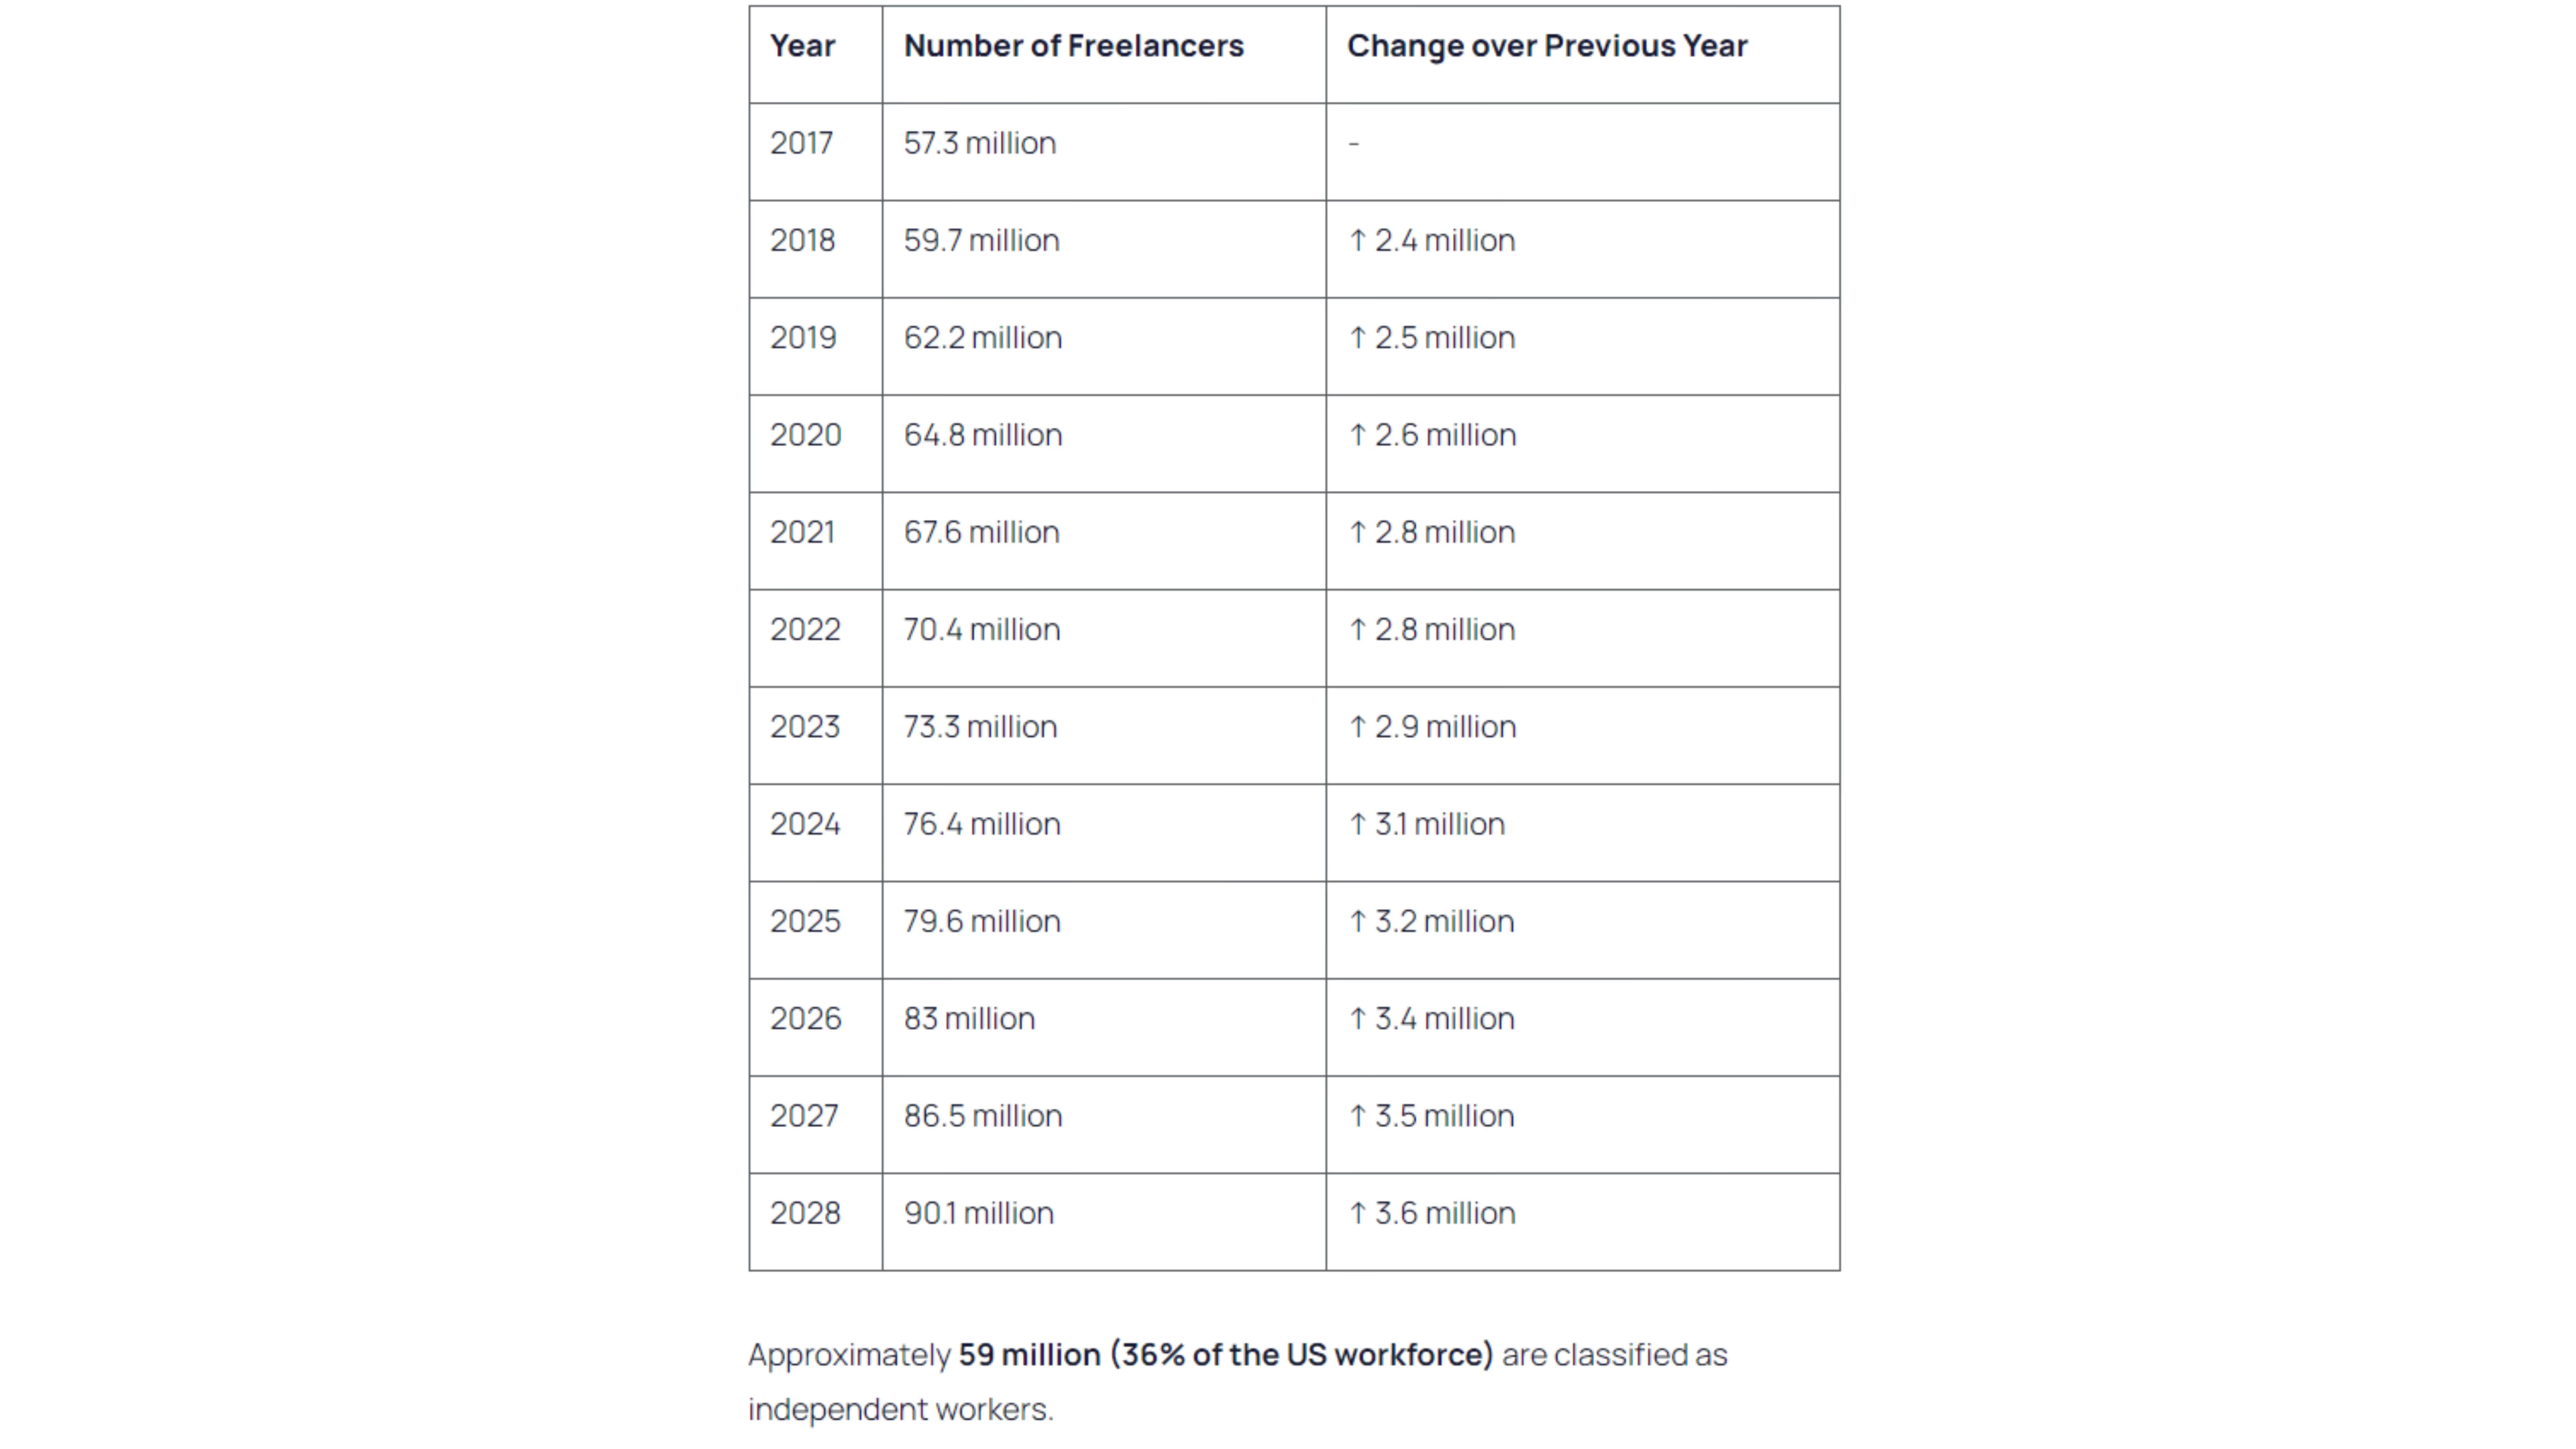 Year Number of Freelancers Change over Previous Year
2017 57.3 million -
2018 59.7 million ↑ 2.4 million
2019 62.2 million ↑ 2.5 million
2020 64.8 million ↑ 2.6 million
2021 67.6 million ↑ 2.8 million
2022 70.4 million ↑ 2.8 million
2023 73.3 million ↑ 2.9 million
2024 76.4 million ↑ 3.1 million
2025 79.6 million ↑ 3.2 million
2026 83 million ↑ 3.4 million
2027 86.5 million ↑ 3.5 million
2028 90.1 million ↑ 3.6 million
Approximately 59 million (36% of the US workforce) are classified as
independent workers.